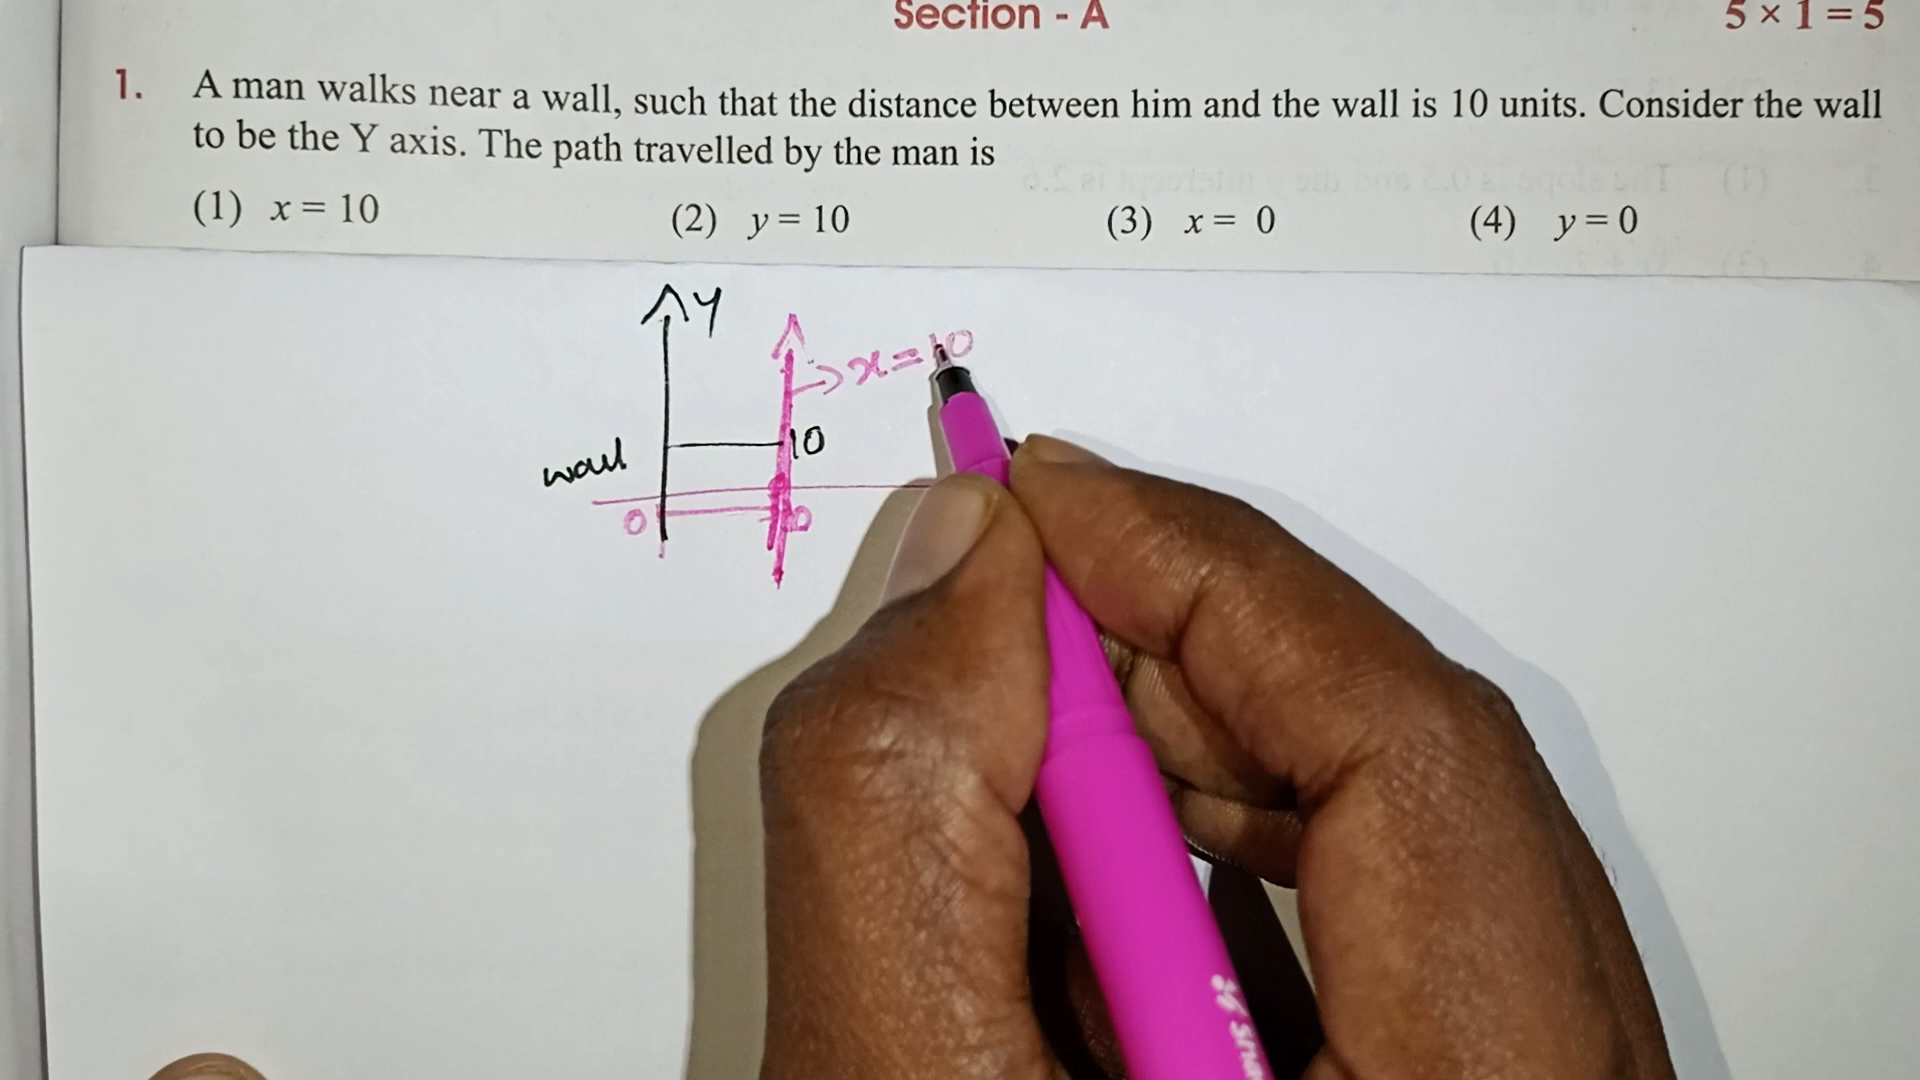 Section - A
5 × 1 = 5
1. A man walks near a wall, such that the distance between him and the wall is 10 units. Consider the wall
to be the Y axis. The path travelled by the man is
(1) x = 10 (2) y = 10 (3) x = 0 (4) y = 0
Y
x = 10
10
wall
0